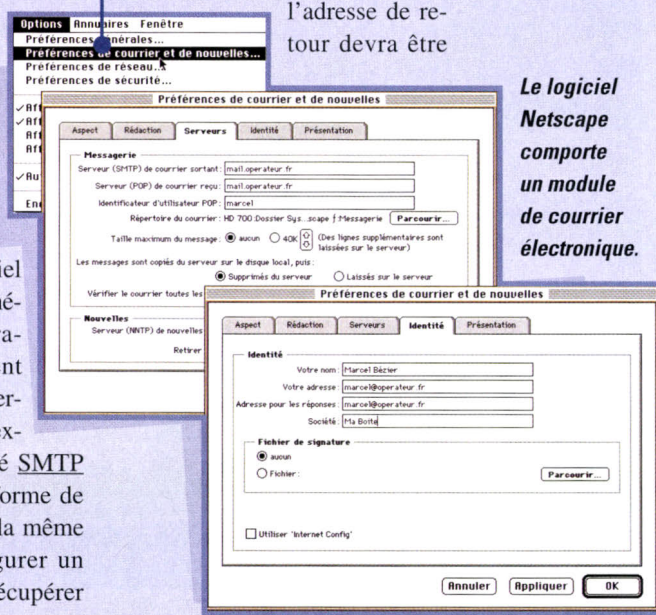 l'adresse de re-
tour devra être
Options Annuaires Fenêtre
Préférences générales...
Préférences de courrier et de nouvelles...
Préférences de réseau...
Préférences de sécurité...
Le logiciel
Netscape
comporte
un module
de courrier
électronique.
Préférences de courrier et de nouvelles
Aspect Rédaction Serveurs Identité Présentation
Messagerie
Serveur (SMTP) de courrier sortant: mail.operateur.fr
Serveur (POP) de courrier reçu: mail.operateur.fr
Identificateur d'utilisateur POP: marcel
Répertoire du courrier: HD 700:Dossier Sys...scape ƒ:Messagerie Parcourir...
Taille maximum du message: aucun 40K (Des lignes supplémentaires sont
laissées sur le serveur)
Les messages sont copiés du serveur sur le disque local, puis:
Supprimés du serveur Laissés sur le serveur
Vérifier le courrier toutes les
Nouvelles
Serveur (NNTP) de nouvelles
Retirer
Préférences de courrier et de nouvelles
Aspect Rédaction Serveurs Identité Présentation
Identité
Votre nom: Marcel Bézier
Votre adresse: marcel@operateur.fr
Adresse pour les réponses: marcel@operateur.fr
Société: Ma Boite
Fichier de signature
aucun
Fichier: Parcourir...
Utiliser 'Internet Config'
Annuler Appliquer OK
iel
né-
ra-
ent
er-
ex-
é SMTP
orme de
la même
gurer un
écupérer